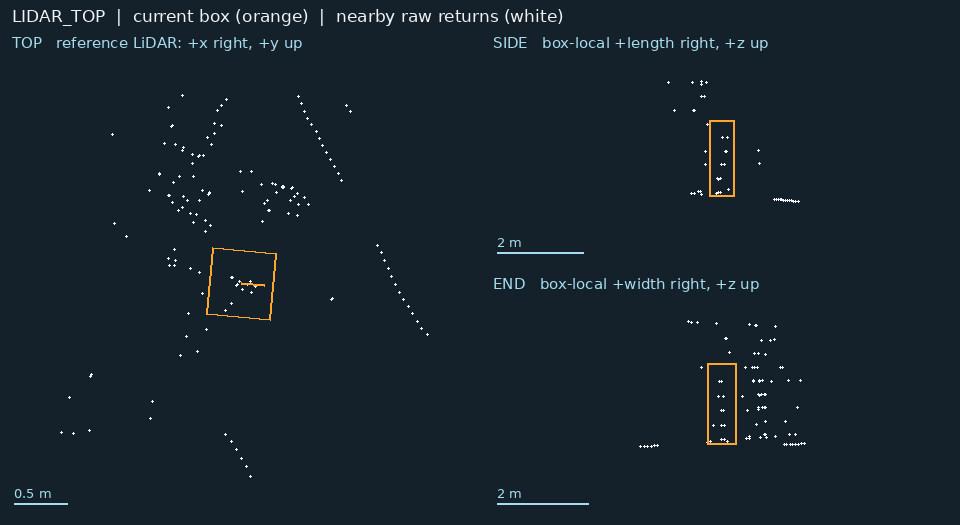 LIDAR_TOP | current box (orange) | nearby raw returns (white)
TOP reference LiDAR: +x right, +y up
SIDE box-local +length right, +z up
2 m
END box-local +width right, +z up
0.5 m
2 m